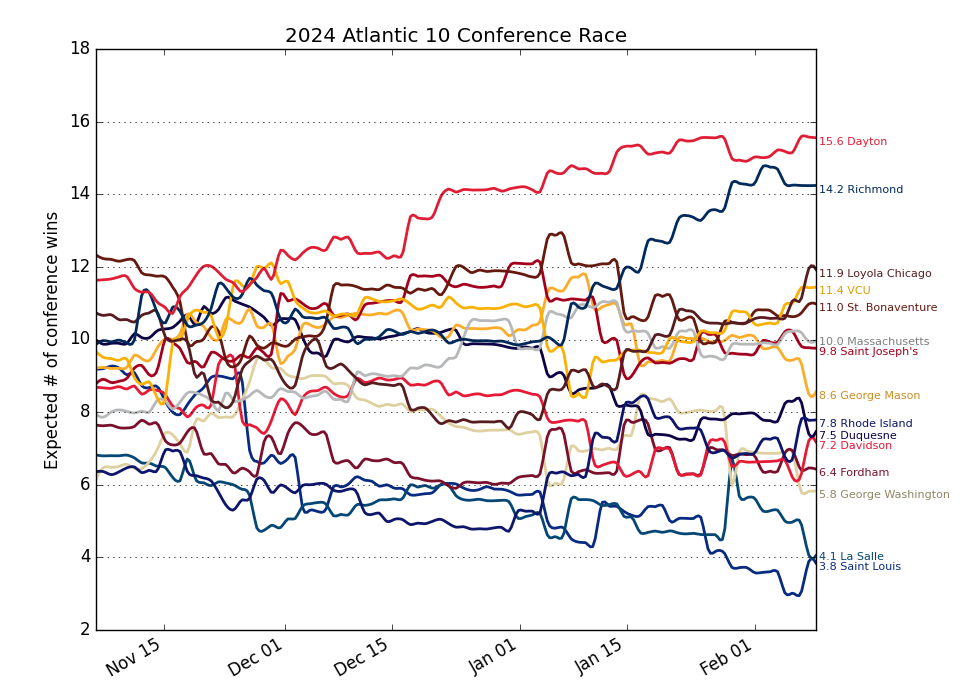 2024 Atlantic 10 Conference Race
Expected # of conference wins
18
16
14
12
10
8
6
4
2
Nov 15
Dec 01
Dec 15
Jan 01
Jan 15
Feb 01
15.6 Dayton
14.2 Richmond
11.9 Loyola Chicago
11.4 VCU
11.0 St. Bonaventure
10.0 Massachusetts
9.8 Saint Joseph's
8.6 George Mason
7.8 Rhode Island
7.5 Duquesne
7.2 Davidson
6.4 Fordham
5.8 George Washington
4.1 La Salle
3.8 Saint Louis